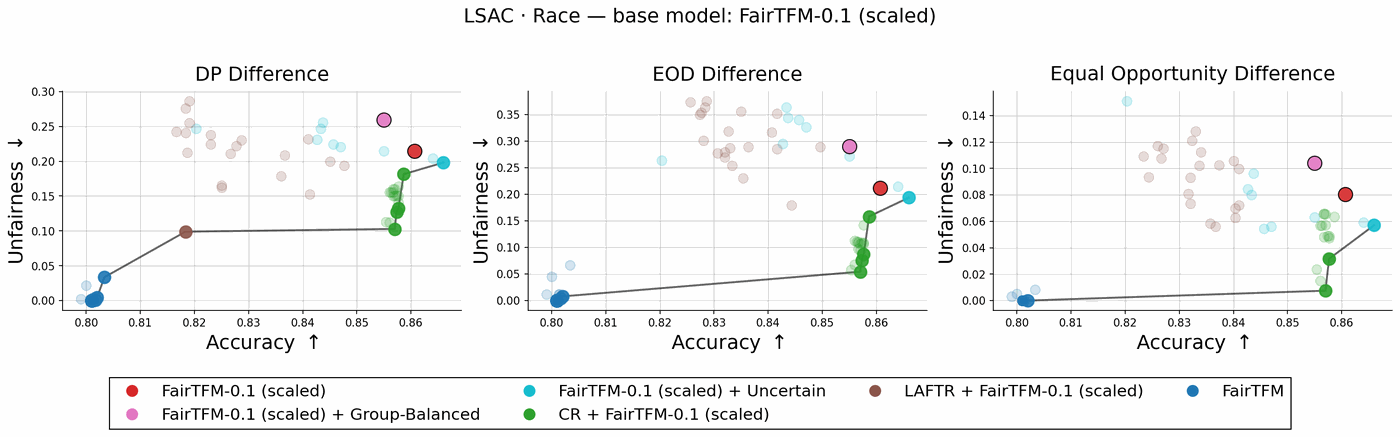 LSAC · Race — base model: FairTFM-0.1 (scaled)
DP Difference
Unfairness ↓
0.30
0.25
0.20
0.15
0.10
0.05
0.00
0.80 0.81 0.82 0.83 0.84 0.85 0.86
Accuracy ↑
EOD Difference
Unfairness ↓
0.35
0.30
0.25
0.20
0.15
0.10
0.05
0.00
0.80 0.81 0.82 0.83 0.84 0.85 0.86
Accuracy ↑
Equal Opportunity Difference
Unfairness ↓
0.14
0.12
0.10
0.08
0.06
0.04
0.02
0.00
0.80 0.81 0.82 0.83 0.84 0.85 0.86
Accuracy ↑
FairTFM-0.1 (scaled)
FairTFM-0.1 (scaled) + Group-Balanced
FairTFM-0.1 (scaled) + Uncertain
CR + FairTFM-0.1 (scaled)
LAFTR + FairTFM-0.1 (scaled)
FairTFM